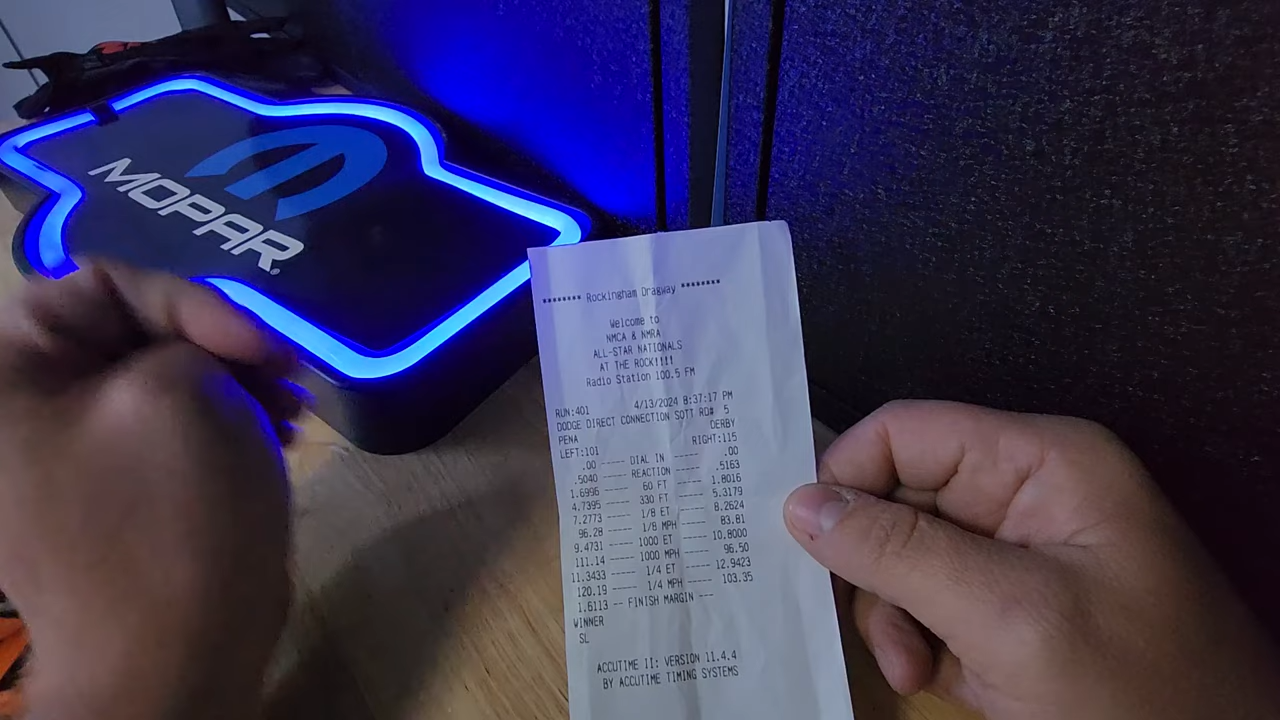 MOPAR
******** Rockingham Dragway ********
Welcome to
NMCA & NMRA
ALL-STAR NATIONALS
AT THE ROCK!!!!
Radio Station 100.5 FM
RUN:401 4/13/2024 8:37:17 PM
DODGE DIRECT CONNECTION SOTT RD# 5
PENA DERBY
LEFT:101 RIGHT:115
.00 ----- DIAL IN ----- .00
.5040 ----- REACTION ----- .5163
1.6996 ----- 60 FT ----- 1.8016
4.7395 ----- 330 FT ----- 5.3179
7.2773 ----- 1/8 ET ----- 8.2624
96.28 ----- 1/8 MPH ----- 83.81
9.4731 ----- 1000 ET ----- 10.8000
111.14 ----- 1000 MPH ----- 96.50
11.3433 ----- 1/4 ET ----- 12.9423
120.19 ----- 1/4 MPH ----- 103.35
1.6113 -- FINISH MARGIN ---
WINNER
SL
ACCUTIME II: VERSION 11.4.4
BY ACCUTIME TIMING SYSTEMS